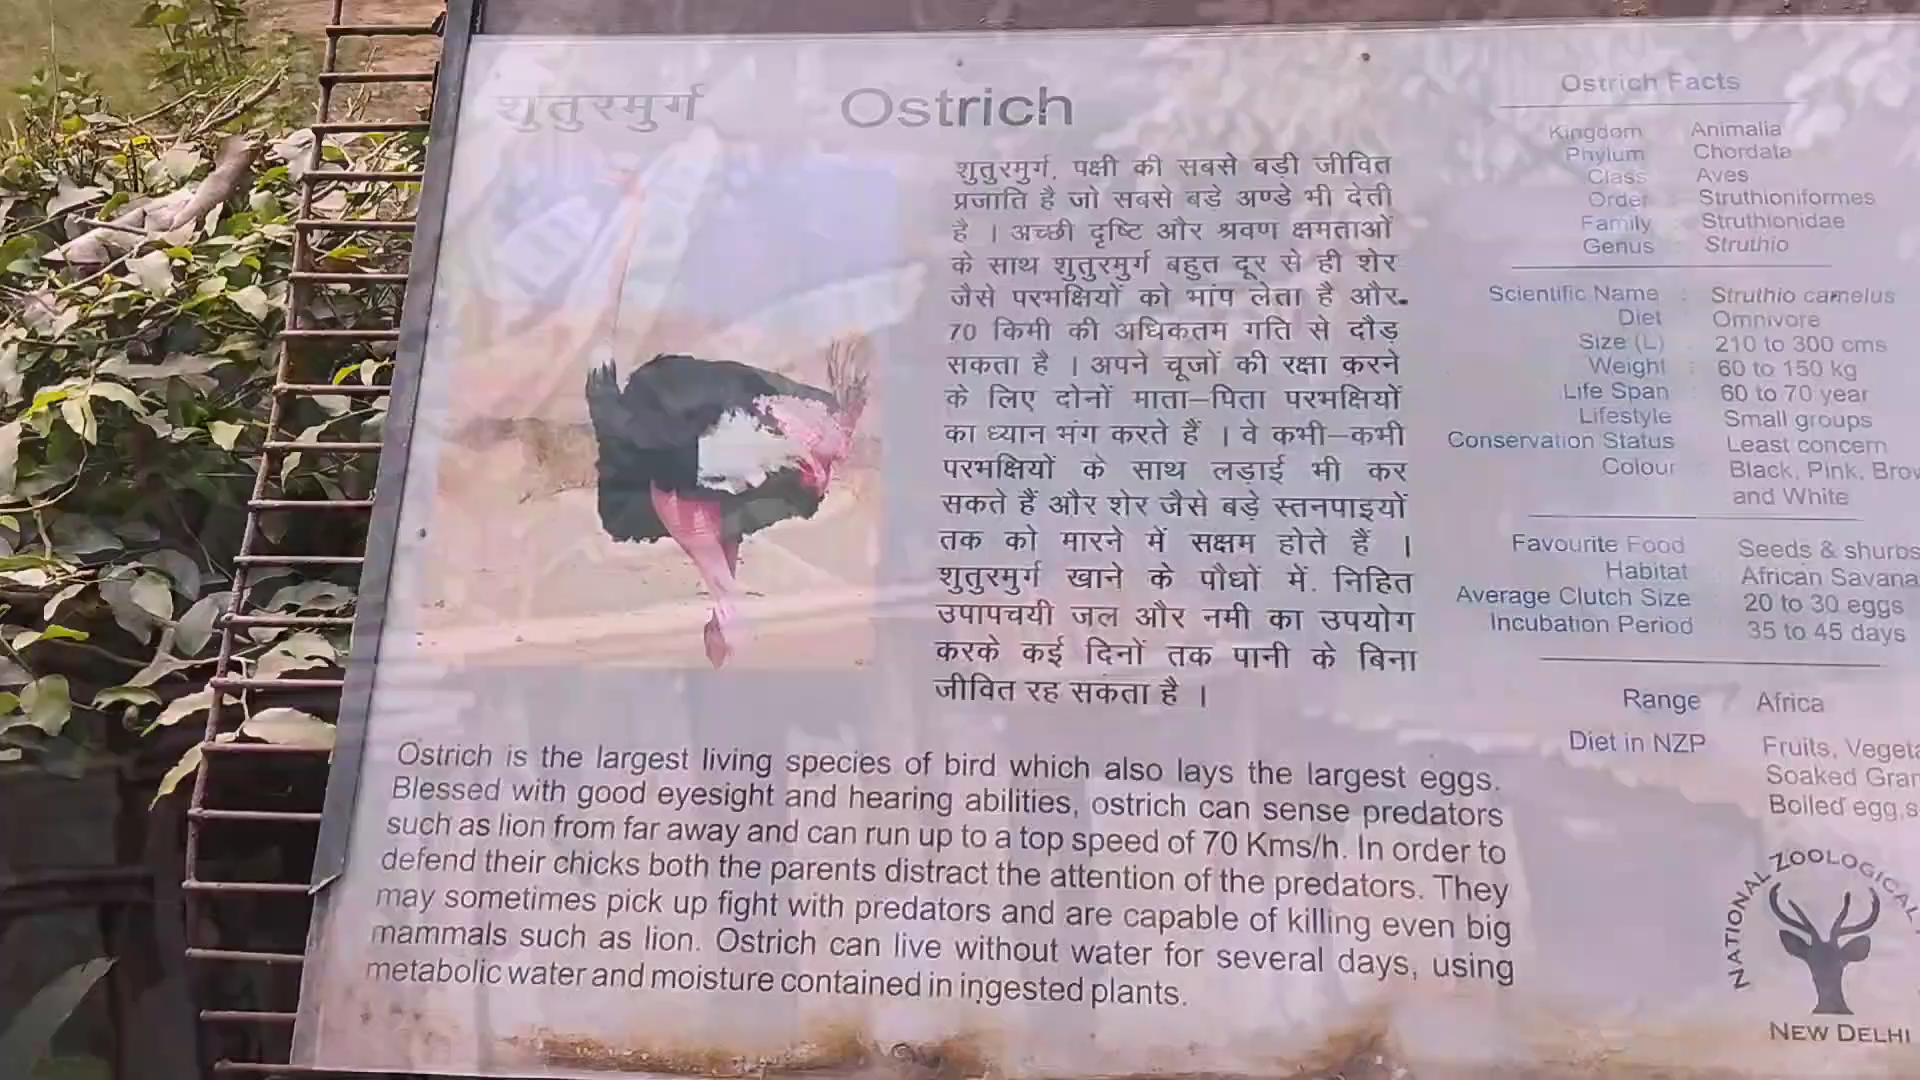 शुतुरमुर्ग
Ostrich
शुतुरमुर्ग, पक्षी की सबसे बड़ी जीवित
प्रजाति है जो सबसे बड़े अण्डे भी देती
है । अच्छी दृष्टि और श्रवण क्षमताओं
के साथ शुतुरमुर्ग बहुत दूर से ही शेर
जैसे परभक्षियों को भांप लेता है और
70 किमी की अधिकतम गति से दौड़
सकता है । अपने चूजों की रक्षा करने
के लिए दोनों माता–पिता परभक्षियों
का ध्यान भंग करते हैं । वे कभी–कभी
परभक्षियों के साथ लड़ाई भी कर
सकते हैं और शेर जैसे बड़े स्तनपाइयों
तक को मारने में सक्षम होते हैं ।
शुतुरमुर्ग खाने के पौधों में निहित
उपापचयी जल और नमी का उपयोग
करके कई दिनों तक पानी के बिना
जीवित रह सकता है ।
Ostrich is the largest living species of bird which also lays the largest eggs.
Blessed with good eyesight and hearing abilities, ostrich can sense predators
such as lion from far away and can run up to a top speed of 70 Kms/h. In order to
defend their chicks both the parents distract the attention of the predators. They
may sometimes pick up fight with predators and are capable of killing even big
mammals such as lion. Ostrich can live without water for several days, using
metabolic water and moisture contained in ingested plants.
Ostrich Facts
Kingdom Animalia
Phylum Chordata
Class Aves
Order Struthioniformes
Family Struthionidae
Genus : Struthio
Scientific Name : Struthio camelus
Diet : Omnivore
Size (L) : 210 to 300 cms
Weight : 60 to 150 kg
Life Span : 60 to 70 year
Lifestyle : Small groups
Conservation Status : Least concern
Colour : Black, Pink, Brow
and White
Favourite Food : Seeds & shurbs
Habitat : African Savana
Average Clutch Size : 20 to 30 eggs
Incubation Period : 35 to 45 days
Range : Africa
Diet in NZP : Fruits, Vegeta
Soaked Gram
Boiled egg,s
NATIONAL ZOOLOGICAL
NEW DELHI